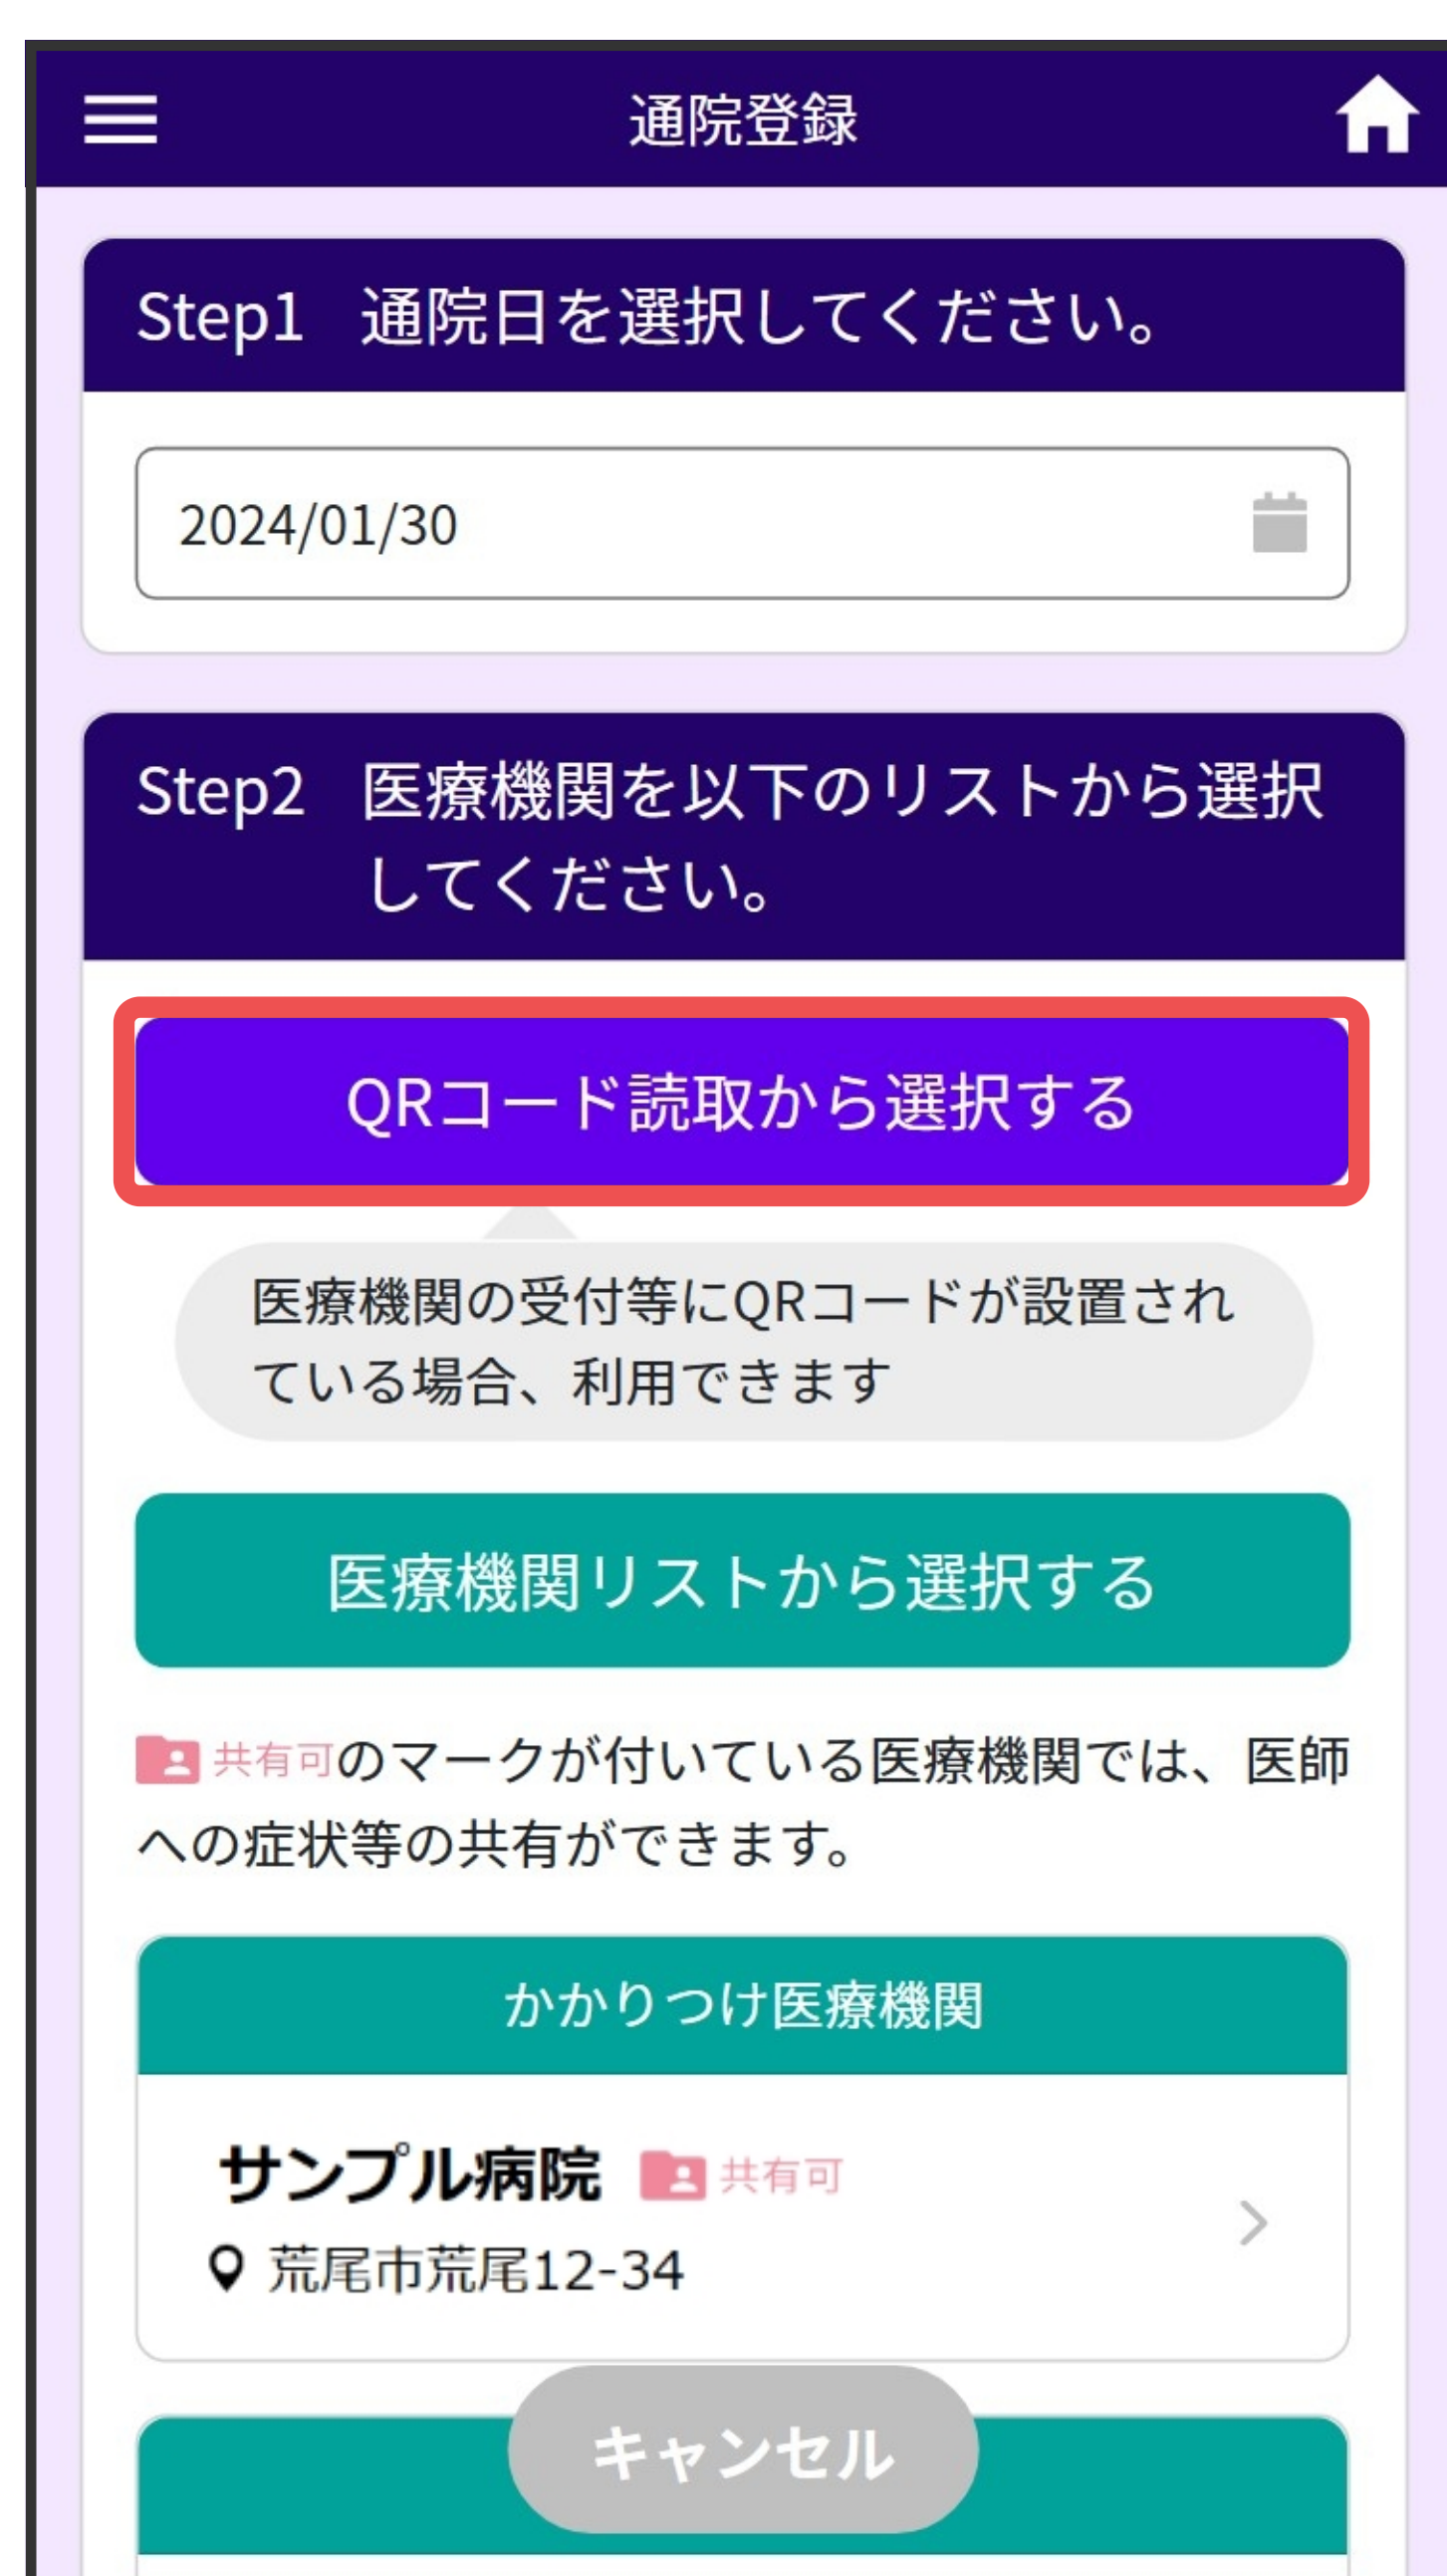 通院登録
Step1 通院日を選択してください。
2024/01/30
Step2 医療機関を以下のリストから選択
してください。
QRコード読取から選択する
医療機関の受付等にQRコードが設置され
ている場合、利用できます
医療機関リストから選択する
共有可のマークが付いている医療機関では、医師
への症状等の共有ができます。
かかりつけ医療機関
サンプル病院 共有可
荒尾市荒尾12-34
キャンセル